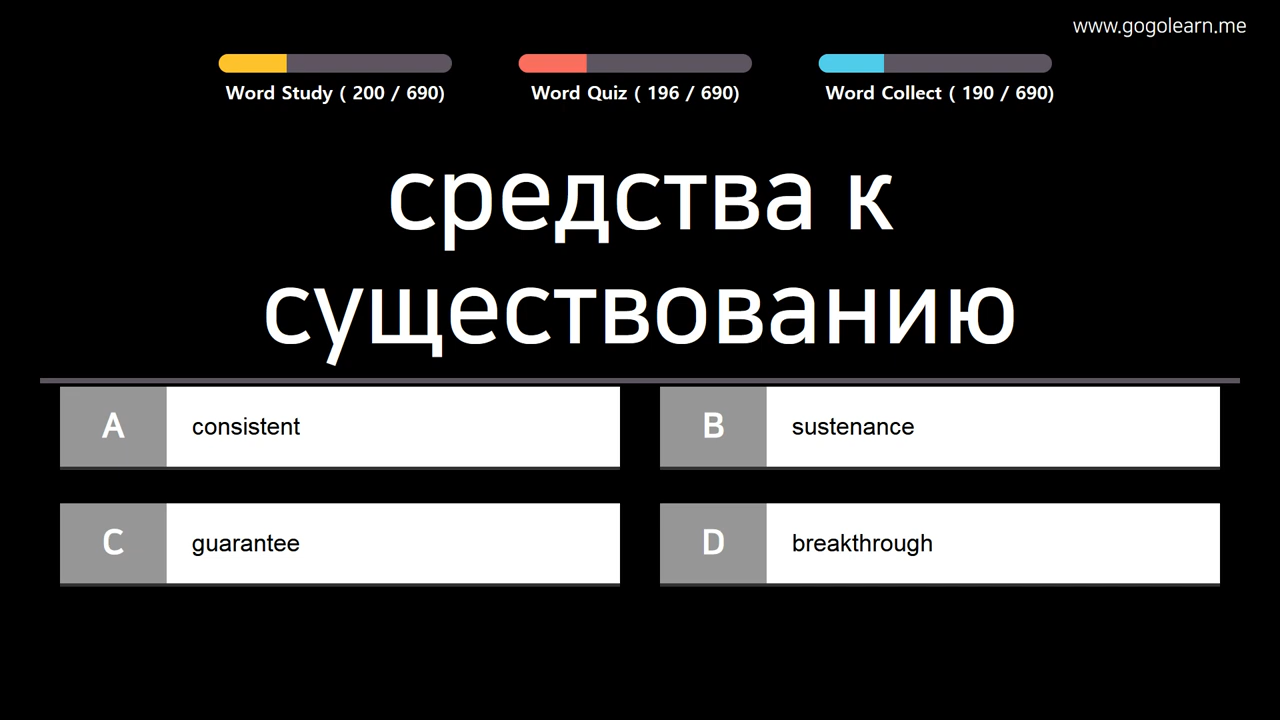 www.gogolearn.me
Word Study ( 200 / 690)
Word Quiz ( 196 / 690)
Word Collect ( 190 / 690)
средства к
существованию
A
consistent
B
sustenance
C
guarantee
D
breakthrough